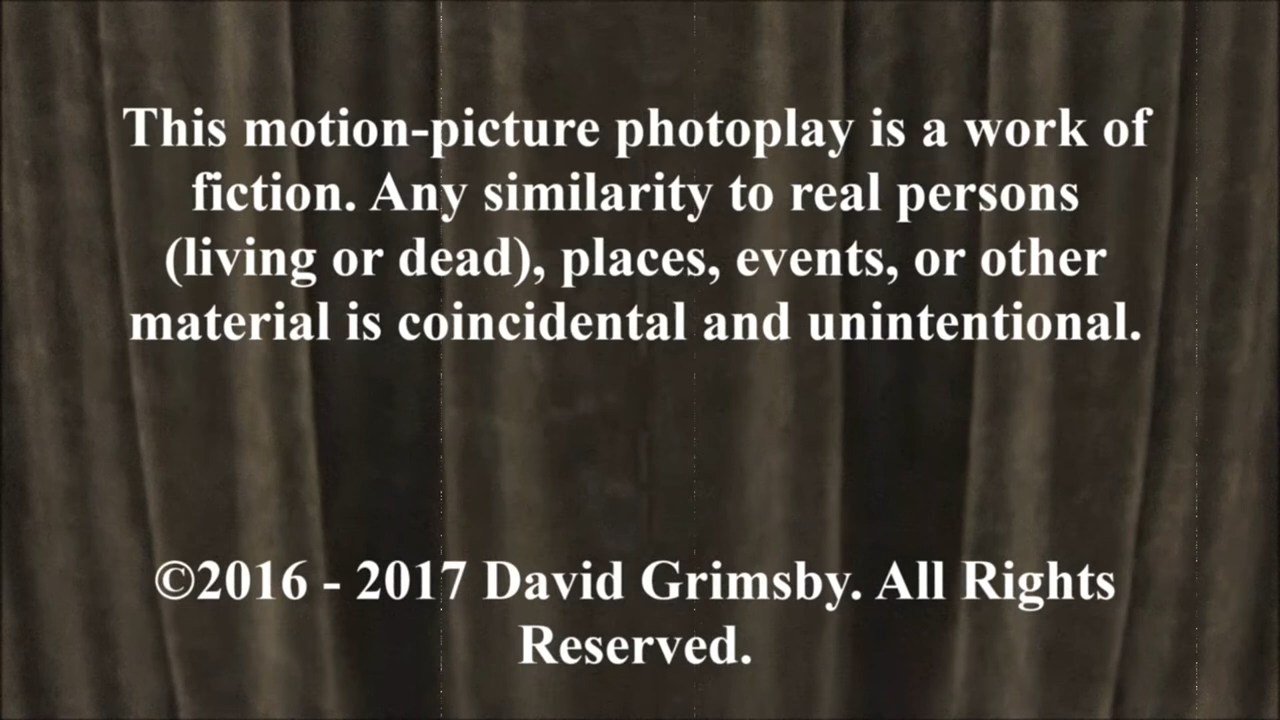 This motion-picture photoplay is a work of
fiction. Any similarity to real persons
(living or dead), places, events, or other
material is coincidental and unintentional.
©2016 - 2017 David Grimsby. All Rights
Reserved.